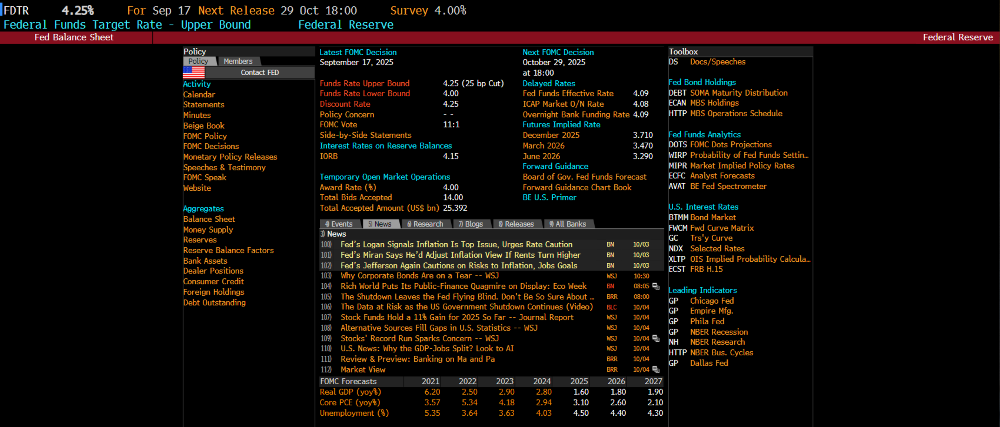 FDTR 4.25% For Sep 17 Next Release 29 Oct 18:00 Survey 4.00%
Federal Funds Target Rate - Upper Bound Federal Reserve
Fed Balance Sheet Federal Reserve
Policy
Policy Members
Contact FED
Activity
Calendar
Statements
Minutes
Beige Book
FOMC Policy
FOMC Decisions
Monetary Policy Releases
Speeches & Testimony
FOMC Speak
Website
Aggregates
Balance Sheet
Money Supply
Reserves
Reserve Balance Factors
Bank Assets
Dealer Positions
Consumer Credit
Foreign Holdings
Debt Outstanding
Latest FOMC Decision
September 17, 2025
Funds Rate Upper Bound 4.25 (25 bp Cut)
Funds Rate Lower Bound 4.00
Discount Rate 4.25
Policy Concern - -
FOMC Vote 11:1
Side-by-Side Statements
Interest Rates on Reserve Balances
IORB 4.15
Temporary Open Market Operations
Award Rate (%) 4.00
Total Bids Accepted 14.00
Total Accepted Amount (US$ bn) 25.392
Next FOMC Decision
October 29, 2025
at 18:00
Delayed Rates
Fed Funds Effective Rate 4.09
ICAP Market O/N Rate 4.08
Overnight Bank Funding Rate 4.09
Futures Implied Rate
December 2025 3.710
March 2026 3.470
June 2026 3.290
Forward Guidance
Board of Gov. Fed Funds Forecast
Forward Guidance Chart Book
BE U.S. Primer
4) Events 5) News 6) Research 7) Blogs 8) Releases 9) All Banks
3) News
100) Fed's Logan Signals Inflation Is Top Issue, Urges Rate Caution BN 10/03
101) Fed's Miran Says He'd Adjust Inflation View If Rents Turn Higher BN 10/03
102) Fed's Jefferson Again Cautions on Risks to Inflation, Jobs Goals BN 10/03
103) Why Corporate Bonds Are on a Tear -- WSJ WSJ 10:30
104) Rich World Puts Its Public-Finance Quagmire on Display: Eco Week BN 08:05
105) The Shutdown Leaves the Fed Flying Blind. Don't Be So Sure About ... BRR 08:00
106) The Data at Risk as the US Government Shutdown Continues (Video) BLC 10/04
107) Stock Funds Hold a 11% Gain for 2025 So Far -- Journal Report WSJ 10/04
108) Alternative Sources Fill Gaps in U.S. Statistics -- WSJ WSJ 10/04
109) Stocks' Record Run Sparks Concern -- WSJ WSJ 10/04
110) U.S. News: Why the GDP-Jobs Split? Look to AI WSJ 10/04
111) Review & Preview: Banking on Ma and Pa BRR 10/04
112) Market View BRR 10/04
FOMC Forecasts 2021 2022 2023 2024 2025 2026 2027
Real GDP (yoy%) 6.20 2.50 2.90 2.80 1.60 1.80 1.90
Core PCE (yoy%) 3.57 5.34 4.18 2.94 3.10 2.60 2.10
Unemployment (%) 5.35 3.64 3.63 4.03 4.50 4.40 4.30
Toolbox
DS Docs/Speeches
Fed Bond Holdings
DEBT SOMA Maturity Distribution
ECAN MBS Holdings
HTTP MBS Operations Schedule
Fed Funds Analytics
DOTS FOMC Dots Projections
WIRP Probability of Fed Funds Settin...
MIPR Market Implied Policy Rates
ECFC Analyst Forecasts
AVAT BE Fed Spectrometer
U.S. Interest Rates
BTMM Bond Market
FWCM Fwd Curve Matrix
GC Trs'y Curve
NDX Selected Rates
XLTP OIS Implied Probability Calcula...
ECST FRB H.15
Leading Indicators
GP Chicago Fed
GP Empire Mfg.
GP Phila Fed
GP NBER Recession
NH NBER Research
HTTP NBER Bus. Cycles
GP Dallas Fed